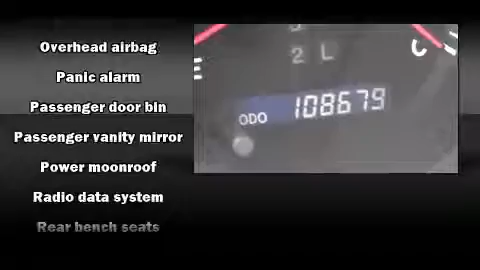 Overhead airbag
Panic alarm
Passenger door bin
Passenger vanity mirror
Power moonroof
Radio data system
Rear bench seats
2 L
E
C
ODO 108679